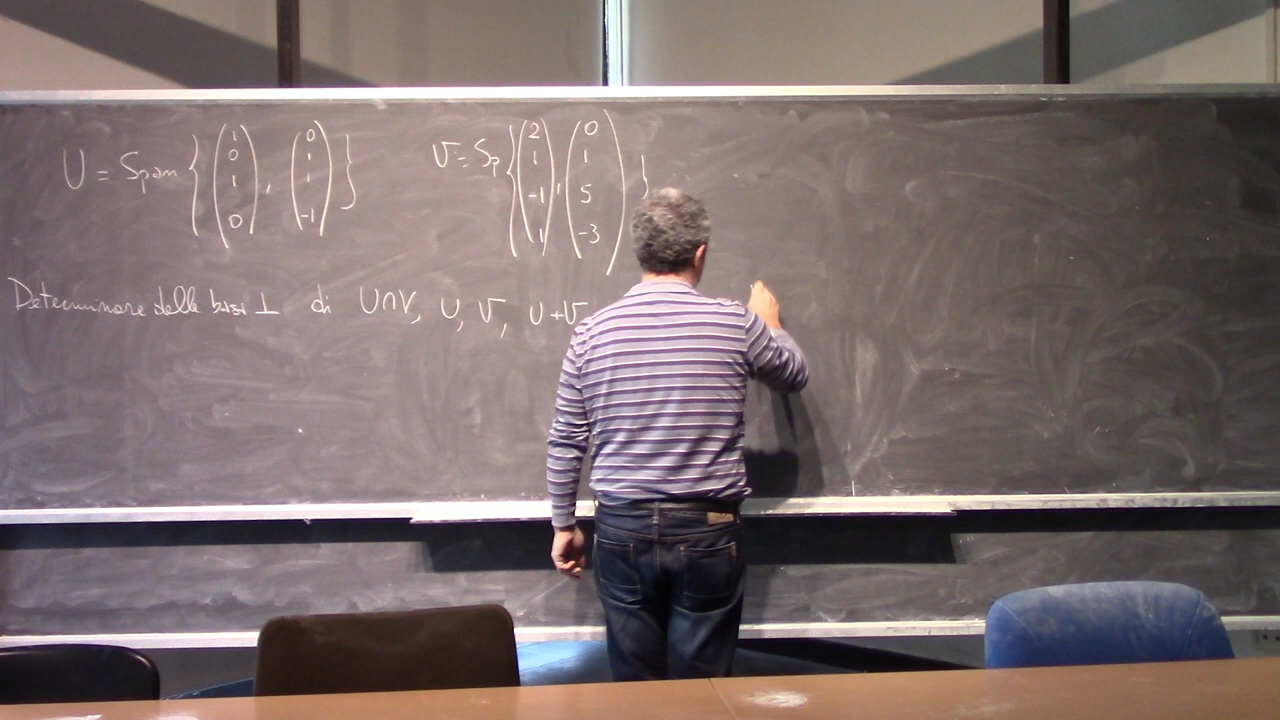 U = Span { (1 0 1 0), (0 1 1 -1) } V = Sp { (2 1 -1 1), (0 1 5 -3) }
Determinare delle basi ⊥ di U∩V, U, V, U+V